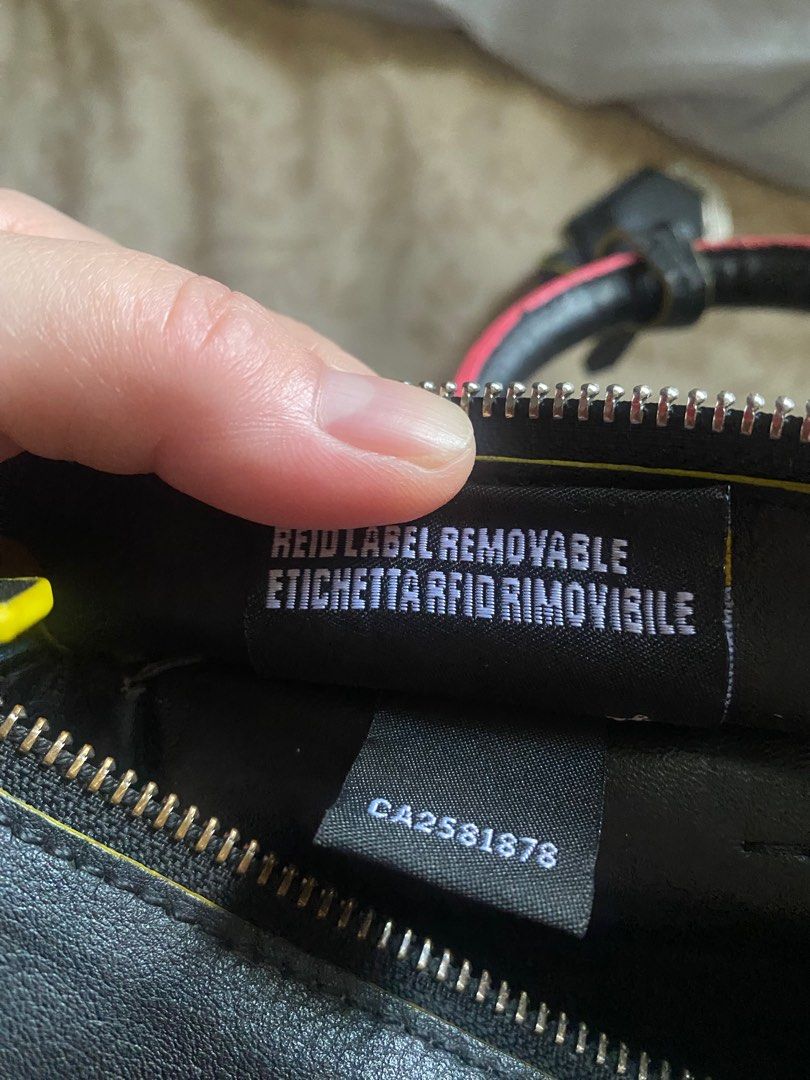 RFID LABEL REMOVABLE
ETICHETTA RFID RIMOVIBILE
CA2581878